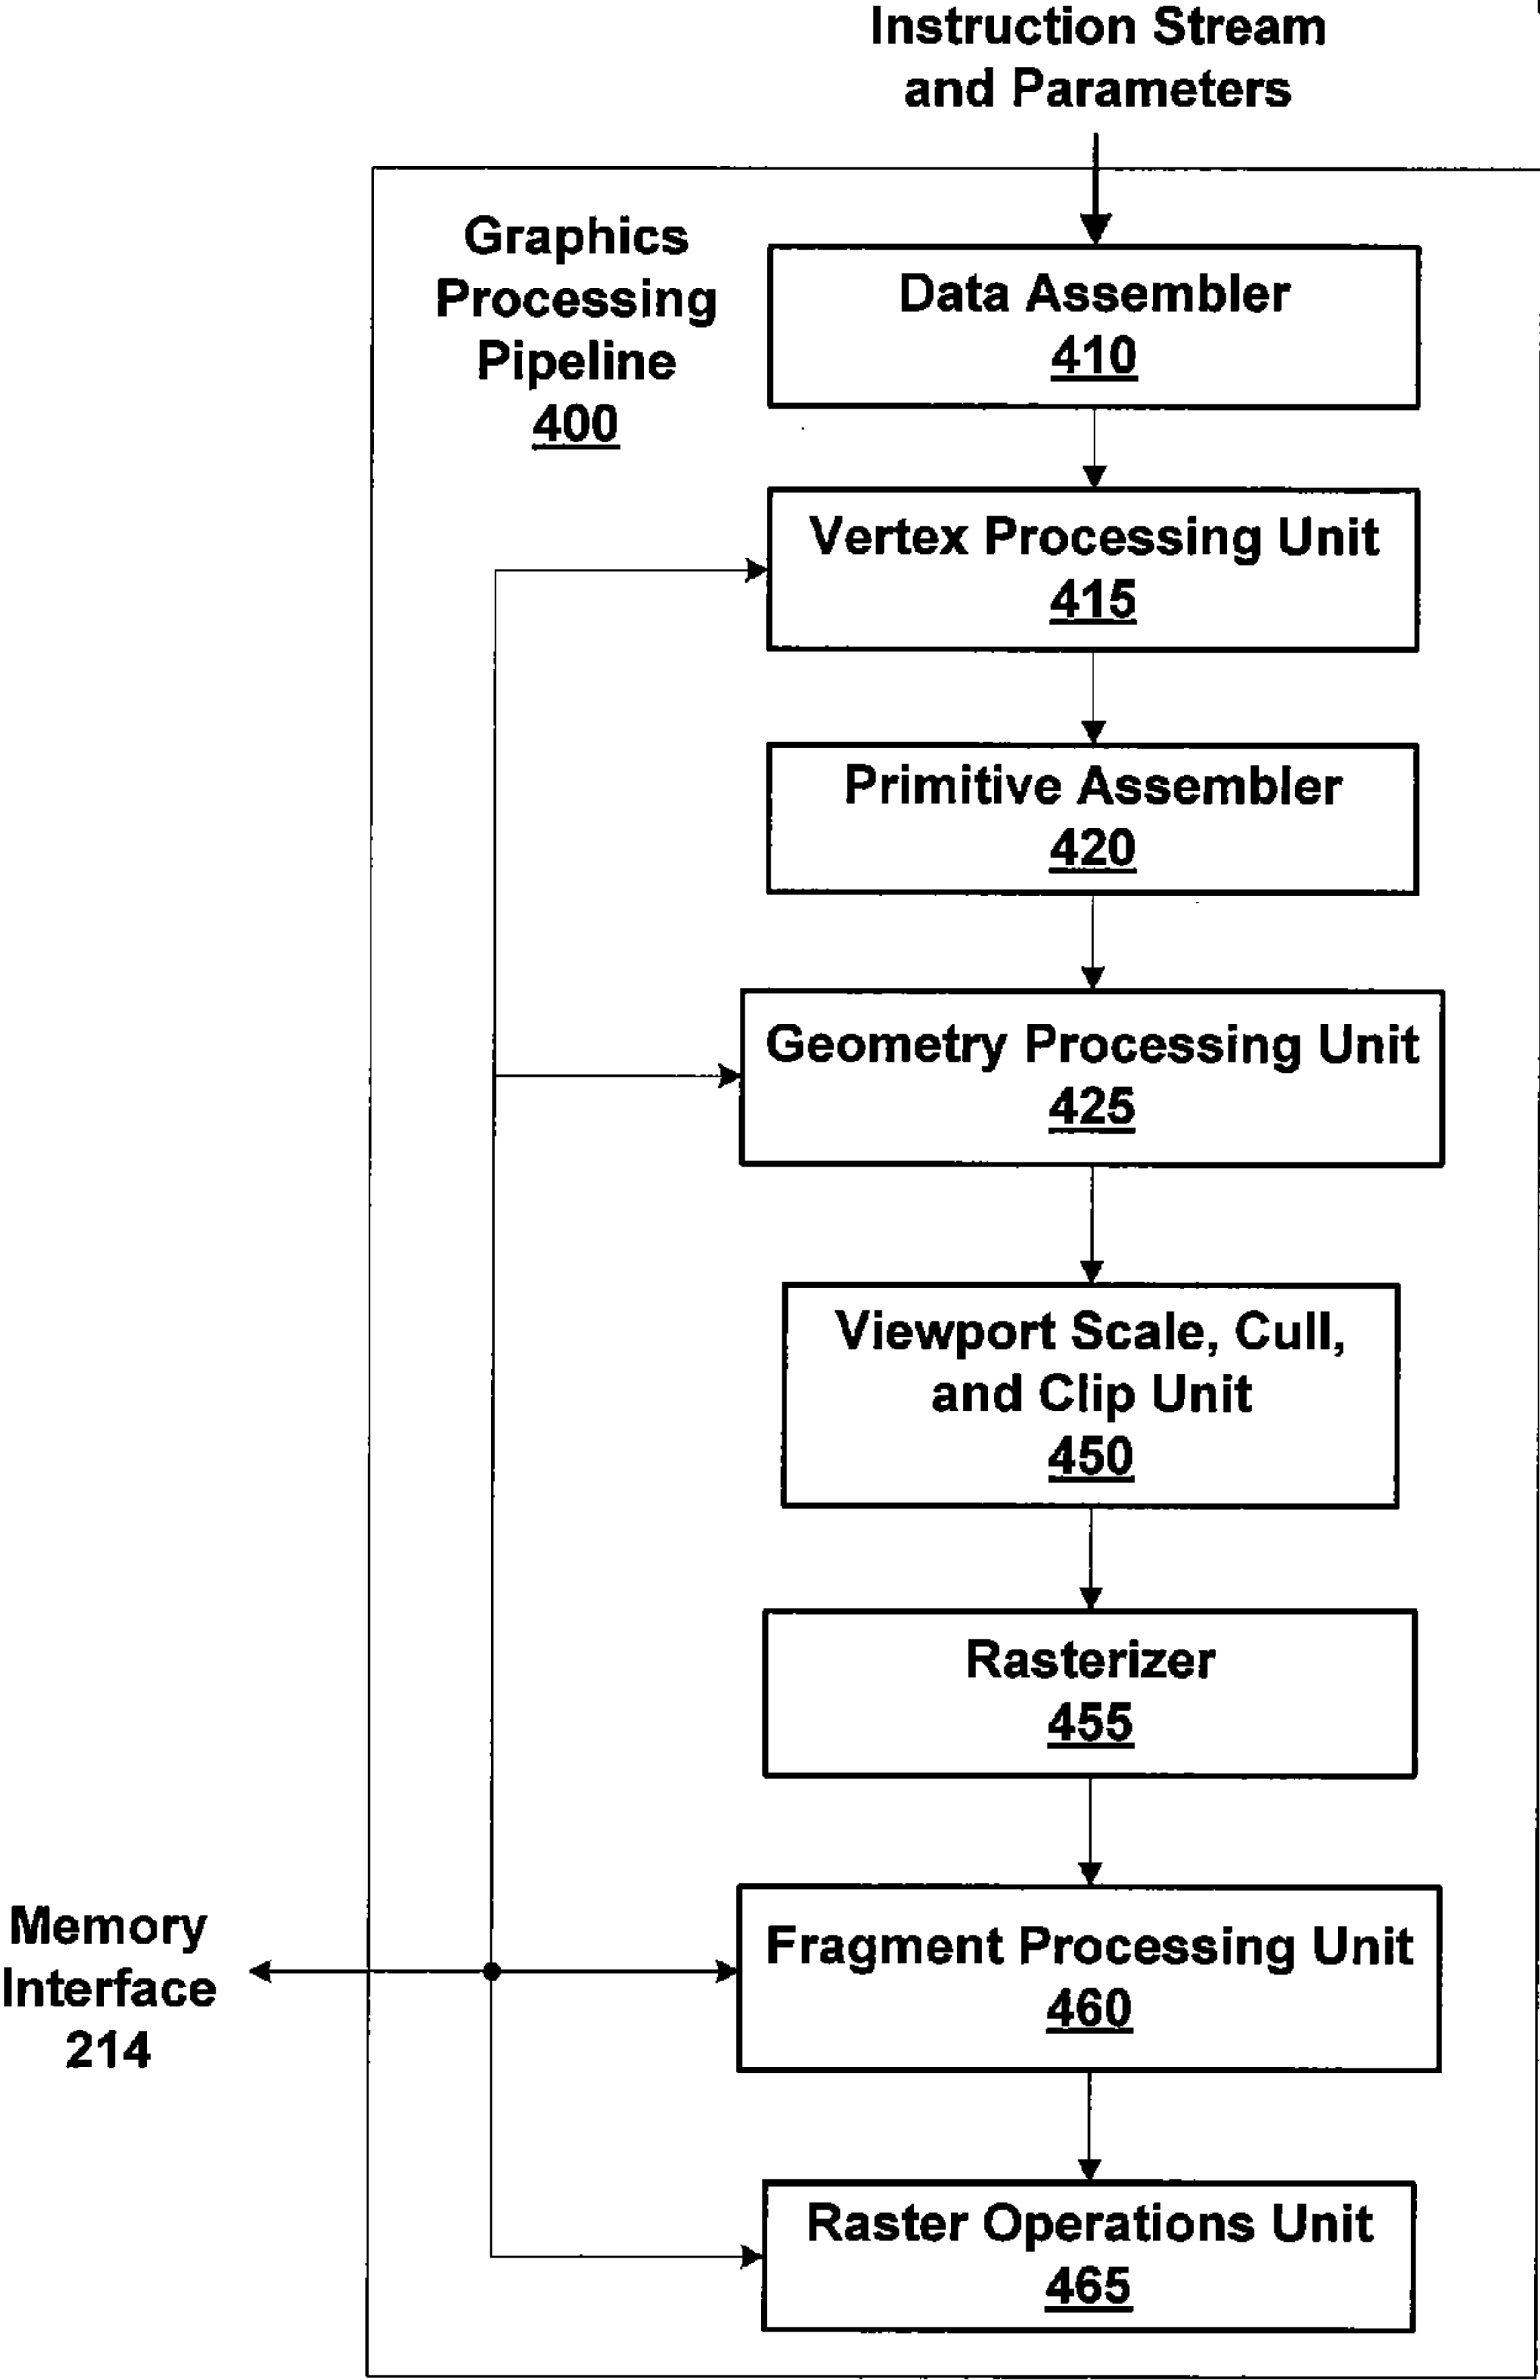 Instruction Stream
and Parameters
Graphics
Processing
Pipeline
400
Data Assembler
410
Vertex Processing Unit
415
Primitive Assembler
420
Geometry Processing Unit
425
Viewport Scale, Cull,
and Clip Unit
450
Rasterizer
455
Memory
Interface
214
Fragment Processing Unit
460
Raster Operations Unit
465